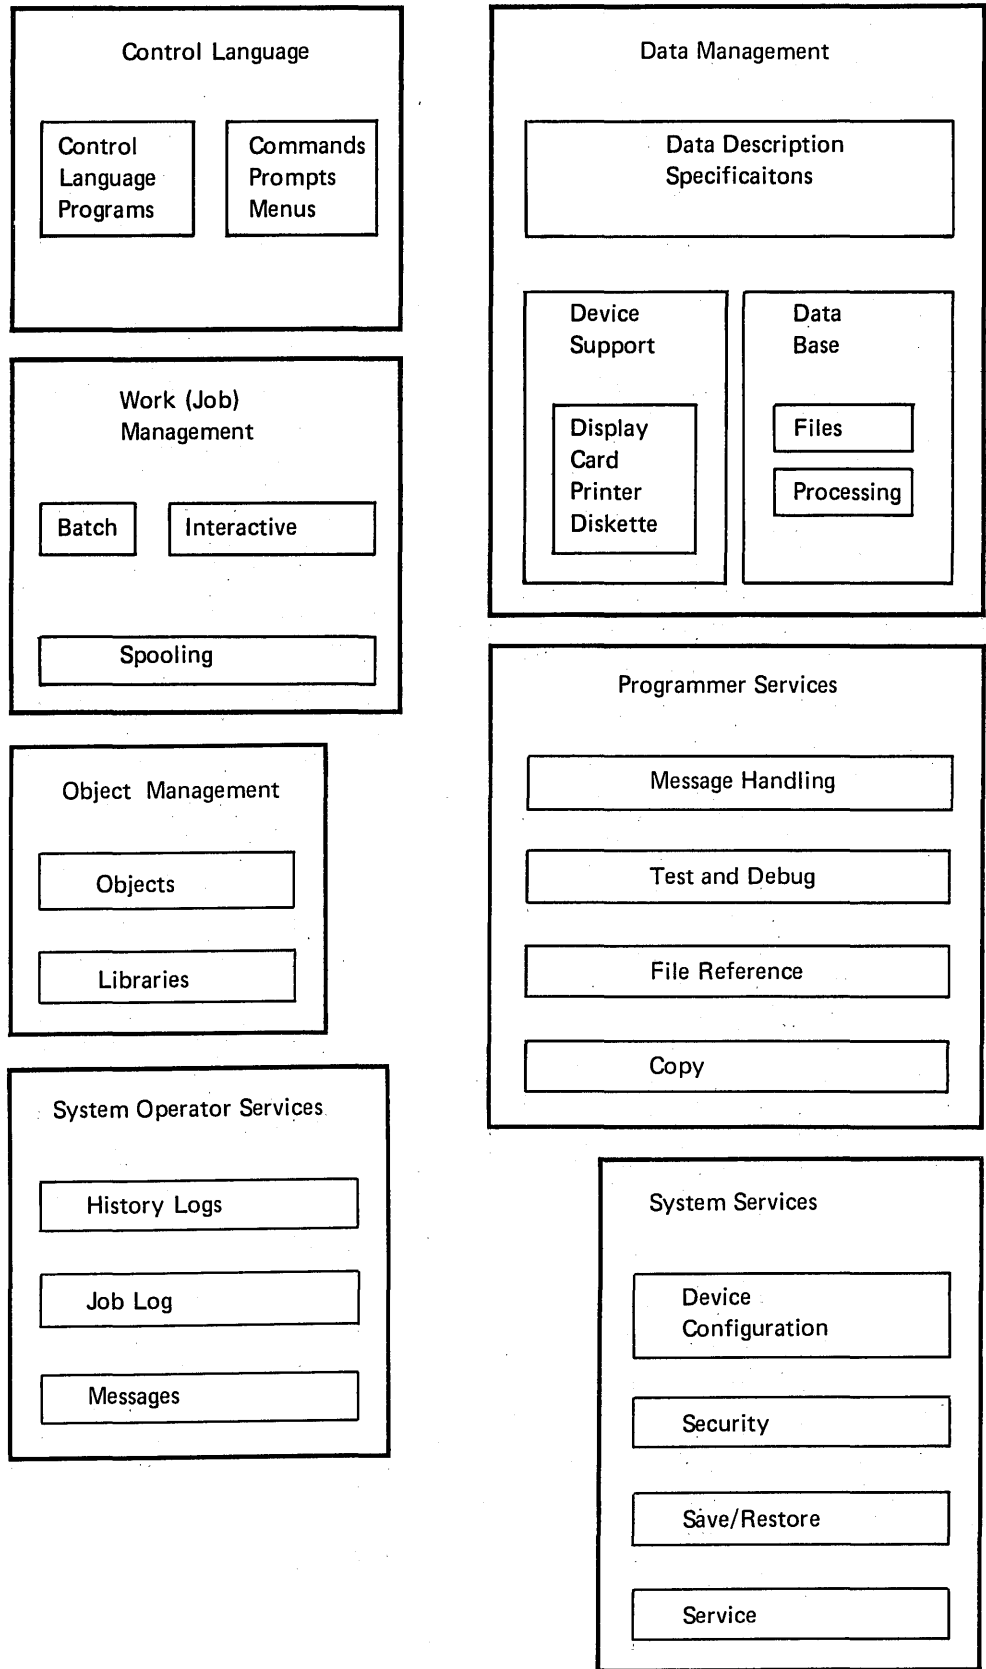 Control Language
Control
Language
Programs
Commands
Prompts
Menus
Work (Job)
Management
Batch
Interactive
Spooling
Object Management
Objects
Libraries
System Operator Services
History Logs
Job Log
Messages
Data Management
Data Description
Specificaitons
Device
Support
Display
Card
Printer
Diskette
Data
Base
Files
Processing
Programmer Services
Message Handling
Test and Debug
File Reference
Copy
System Services
Device
Configuration
Security
Save/Restore
Service